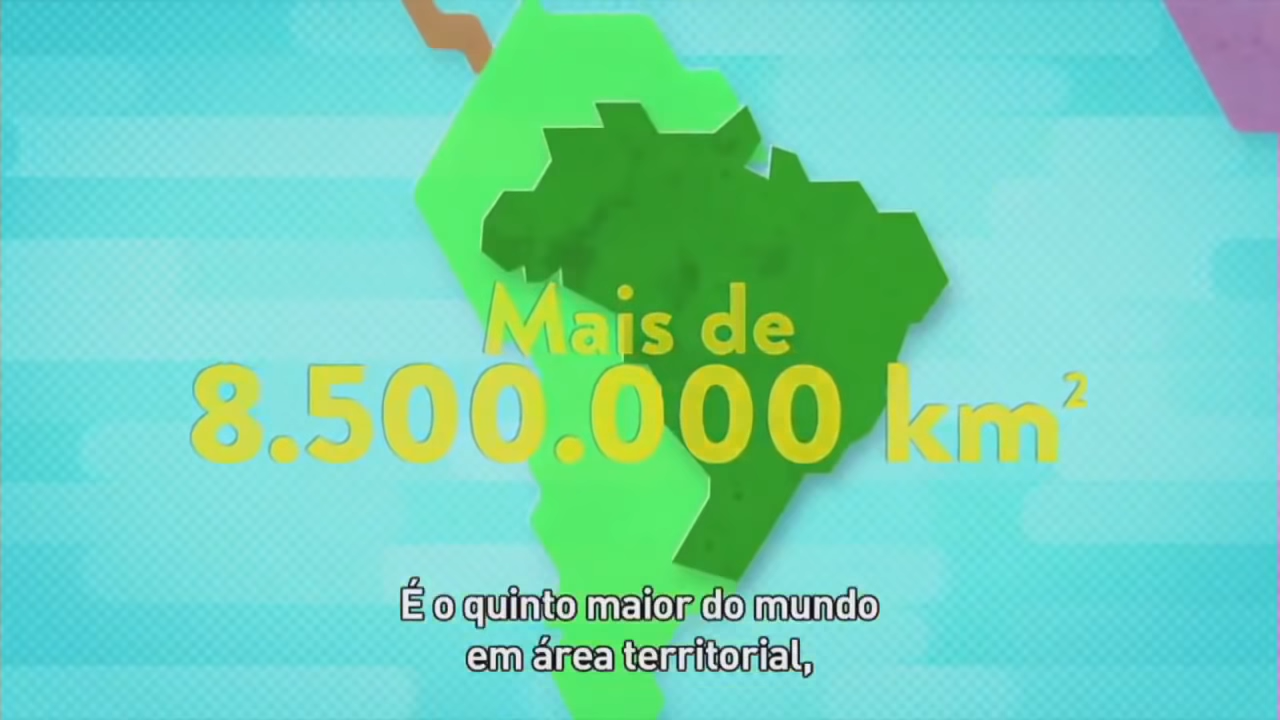 Mais de
8.500.000 km²
É o quinto maior do mundo
em área territorial,